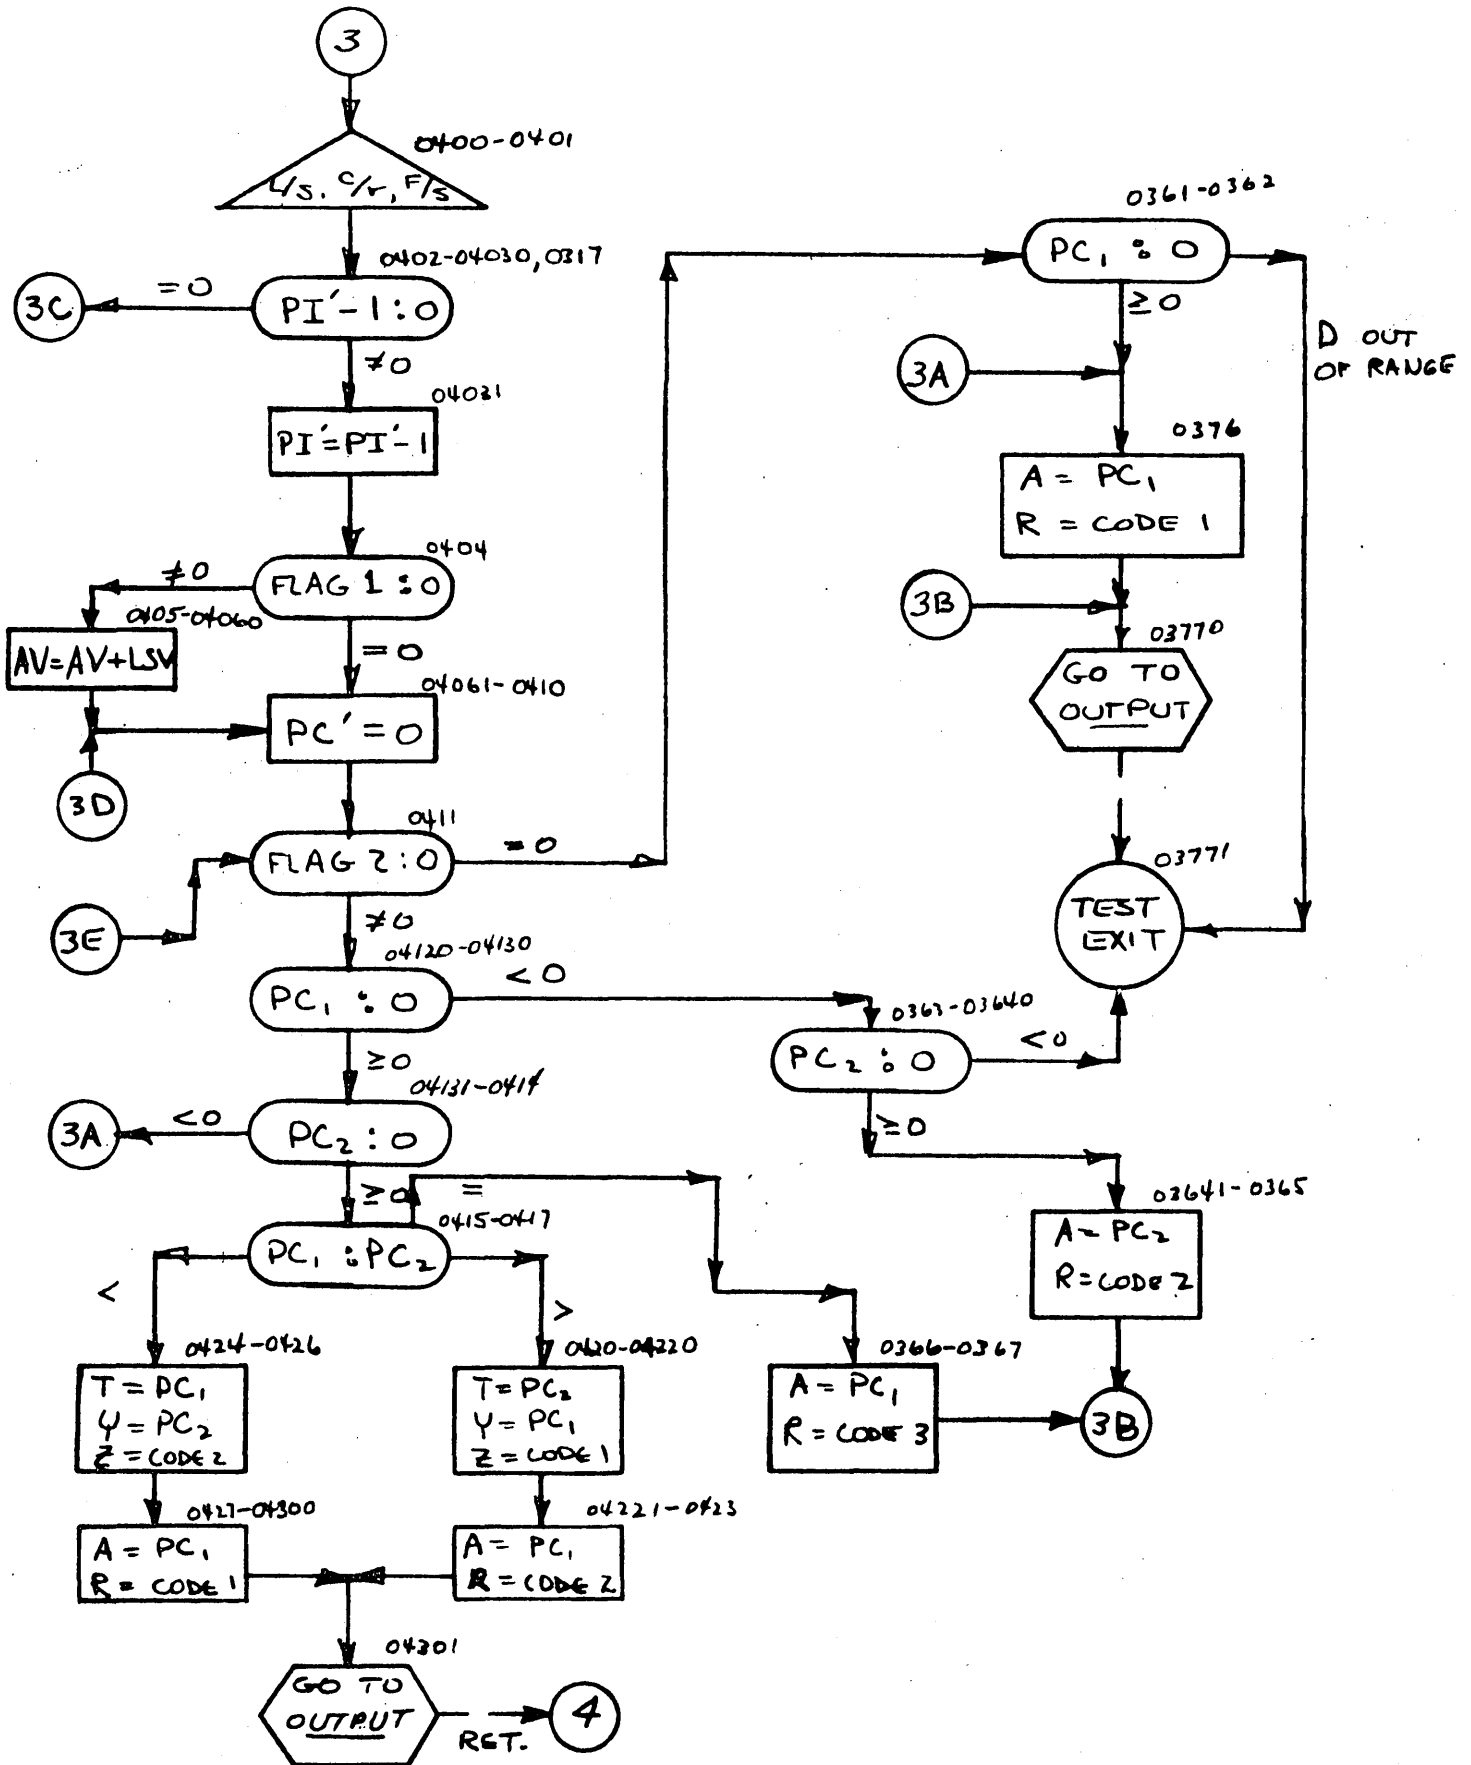 3
0400-0401
L/S, C/r, F/S
0402-04030, 0317
3C
=0
PI'-1:0
≠0
04031
PI'=PI'-1
0404
≠0
FLAG 1:0
0405-04060
AV=AV+LSV
=0
04061-0410
PC'=0
3D
0411
FLAG 2:0
=0
3E
≠0
04120-04130
PC₁:0
<0
≥0
04131-0414
3A
<0
PC₂:0
≥0
=
0415-0417
PC₁:PC₂
<
>
0424-0426
T=PC₁
Y=PC₂
Z=CODE 2
0427-04300
A=PC₁
R=CODE 1
0420-04220
T=PC₂
Y=PC₁
Z=CODE 1
04221-0423
A=PC₁
R=CODE 2
04301
GO TO
OUTPUT
RET.
4
0361-0362
PC₁:0
≥0
D OUT
OF RANGE
3A
0376
A=PC₁
R=CODE 1
3B
03770
GO TO
OUTPUT
03771
TEST
EXIT
0363-03640
PC₂:0
<0
≥0
03641-0365
A=PC₂
R=CODE 2
0366-0367
A=PC₁
R=CODE 3
3B